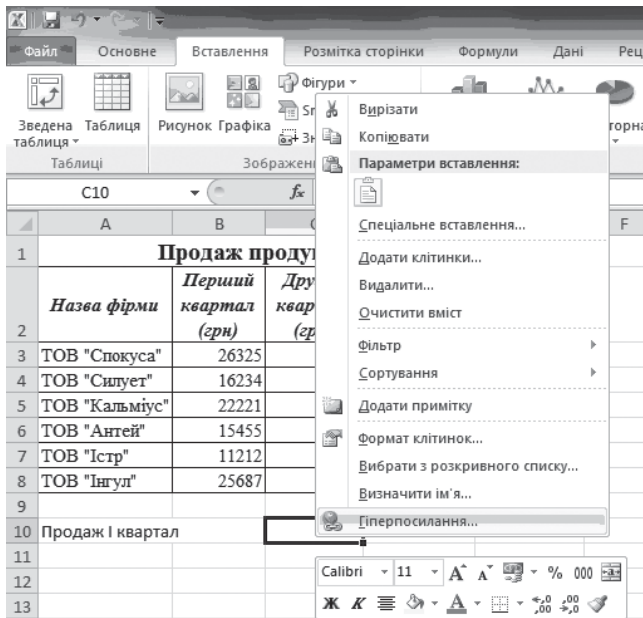 Файл Основне Вставлення Розмітка сторінки Формули Дані Рец
Зведена таблиця Таблиця Рисунок Графіка Фігури
Таблиці
C10 fx
A B F
1 Продаж
2 Назва фірми Перший квартал (грн)
3 ТОВ "Спокуса" 26325
4 ТОВ "Силует" 16234
5 ТОВ "Кальміус" 22221
6 ТОВ "Антей" 15455
7 ТОВ "Істр" 11212
8 ТОВ "Інгул" 25687
9
10 Продаж І квартал
11
12
13
Вирізати
Копіювати
Параметри вставлення:
Спеціальне вставлення...
Додати клітинки...
Видалити...
Очистити вміст
Фільтр
Сортування
Додати примітку
Формат клітинок...
Вибрати з розкривного списку...
Визначити ім'я...
Гіперпосилання...
Calibri 11 A A % 000
Ж К A ,00 ,00